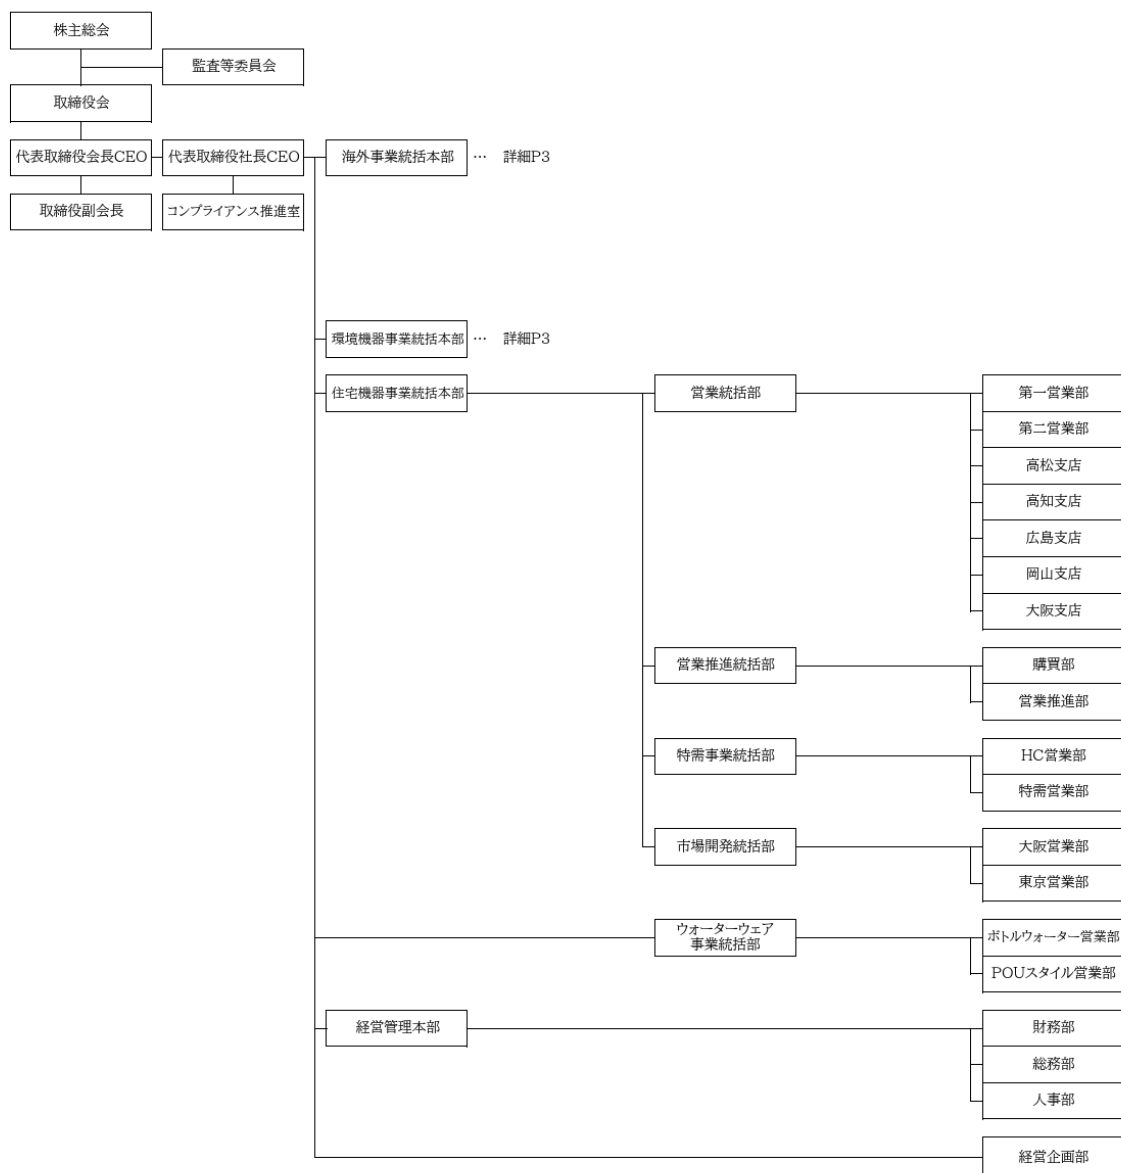 株主総会
監査等委員会
取締役会
代表取締役会長CEO
代表取締役社長CEO
海外事業統括本部 … 詳細P3
取締役副会長
コンプライアンス推進室
環境機器事業統括本部 … 詳細P3
住宅機器事業統括本部
営業統括部
第一営業部
第二営業部
高松支店
高知支店
広島支店
岡山支店
大阪支店
営業推進統括部
購買部
営業推進部
特需事業統括部
HC営業部
特需営業部
市場開発統括部
大阪営業部
東京営業部
ウォーターウェア
事業統括部
ボトルウォーター営業部
POUスタイル営業部
経営管理本部
財務部
総務部
人事部
経営企画部